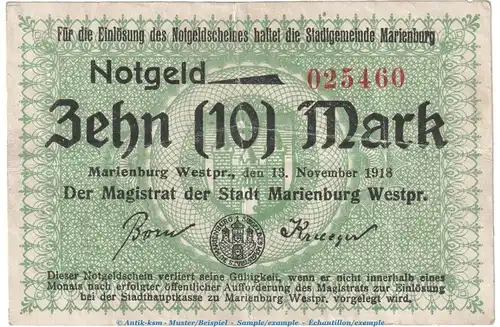 Für die Einlösung des Notgeldscheines haftet die Stadtgemeinde Marienburg
Notgeld
025460
Zehn (10) Mark
Marienburg Westpr., den 13. November 1918
Der Magistrat der Stadt Marienburg Westpr.
Born Krueger
Dieser Notgeldschein verliert seine Gültigkeit, wenn er nicht innerhalb eines
Monats nach erfolgter öffentlicher Aufforderung des Magistrats zur Einlösung
bei der Stadthauptkasse zu Marienburg Westpr. vorgelegt wird.
© Antik-ksm - Muster/Beispiel - Sample/example - Échantillon/exemple